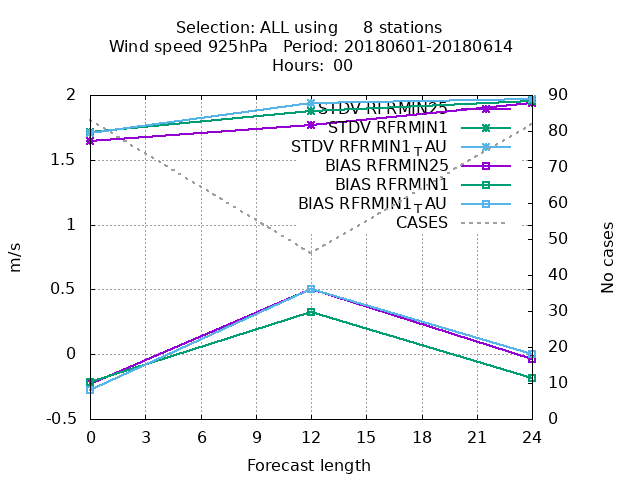 Selection: ALL using 8 stations
Wind speed 925hPa Period: 20180601-20180614
Hours: 00
2
1.5
1
0.5
0
-0.5
m/s
STDV RFRMIN25
STDV RFRMIN1
STDV RFRMIN1TAU
BIAS RFRMIN25
BIAS RFRMIN1
BIAS RFRMIN1TAU
CASES
90
80
70
60
50
40
30
20
10
0
No cases
0 3 6 9 12 15 18 21 24
Forecast length